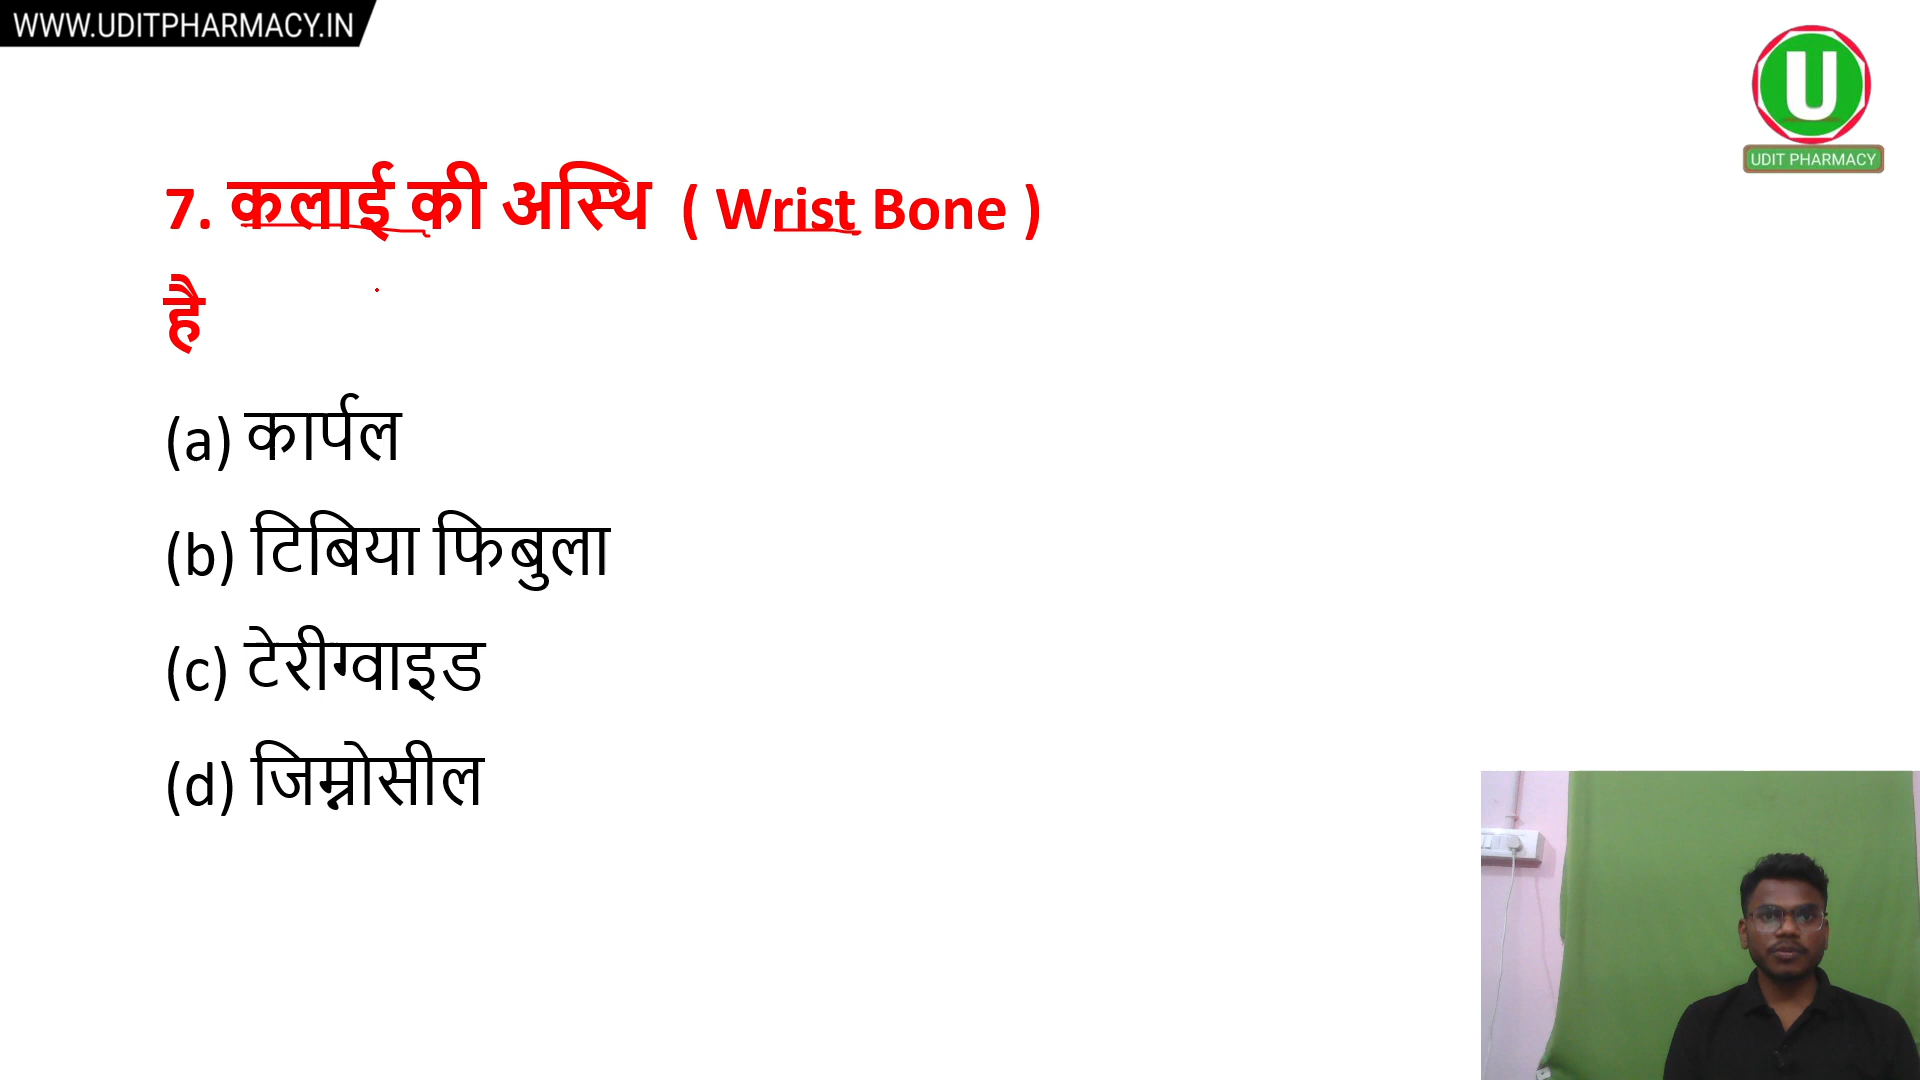 WWW.UDITPHARMACY.IN
U
UDIT PHARMACY
7. कलाई की अस्थि ( Wrist Bone )
है
(a) कार्पल
(b) टिबिया फिबुला
(c) टेरीग्वाइड
(d) जिम्नोसील